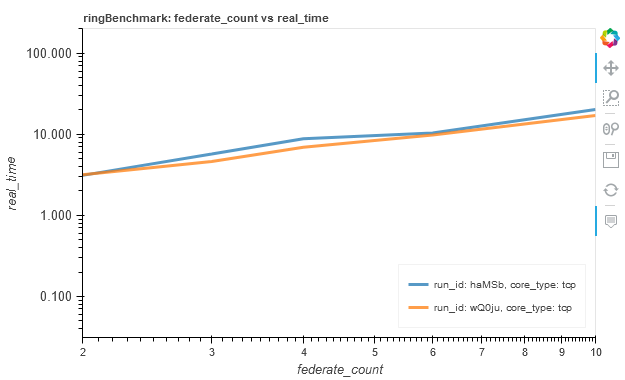 ringBenchmark: federate_count vs real_time
100.000
10.000
1.000
0.100
real_time
run_id: haMSb, core_type: tcp
run_id: wQ0ju, core_type: tcp
2 3 4 5 6 7 8 9 10
federate_count